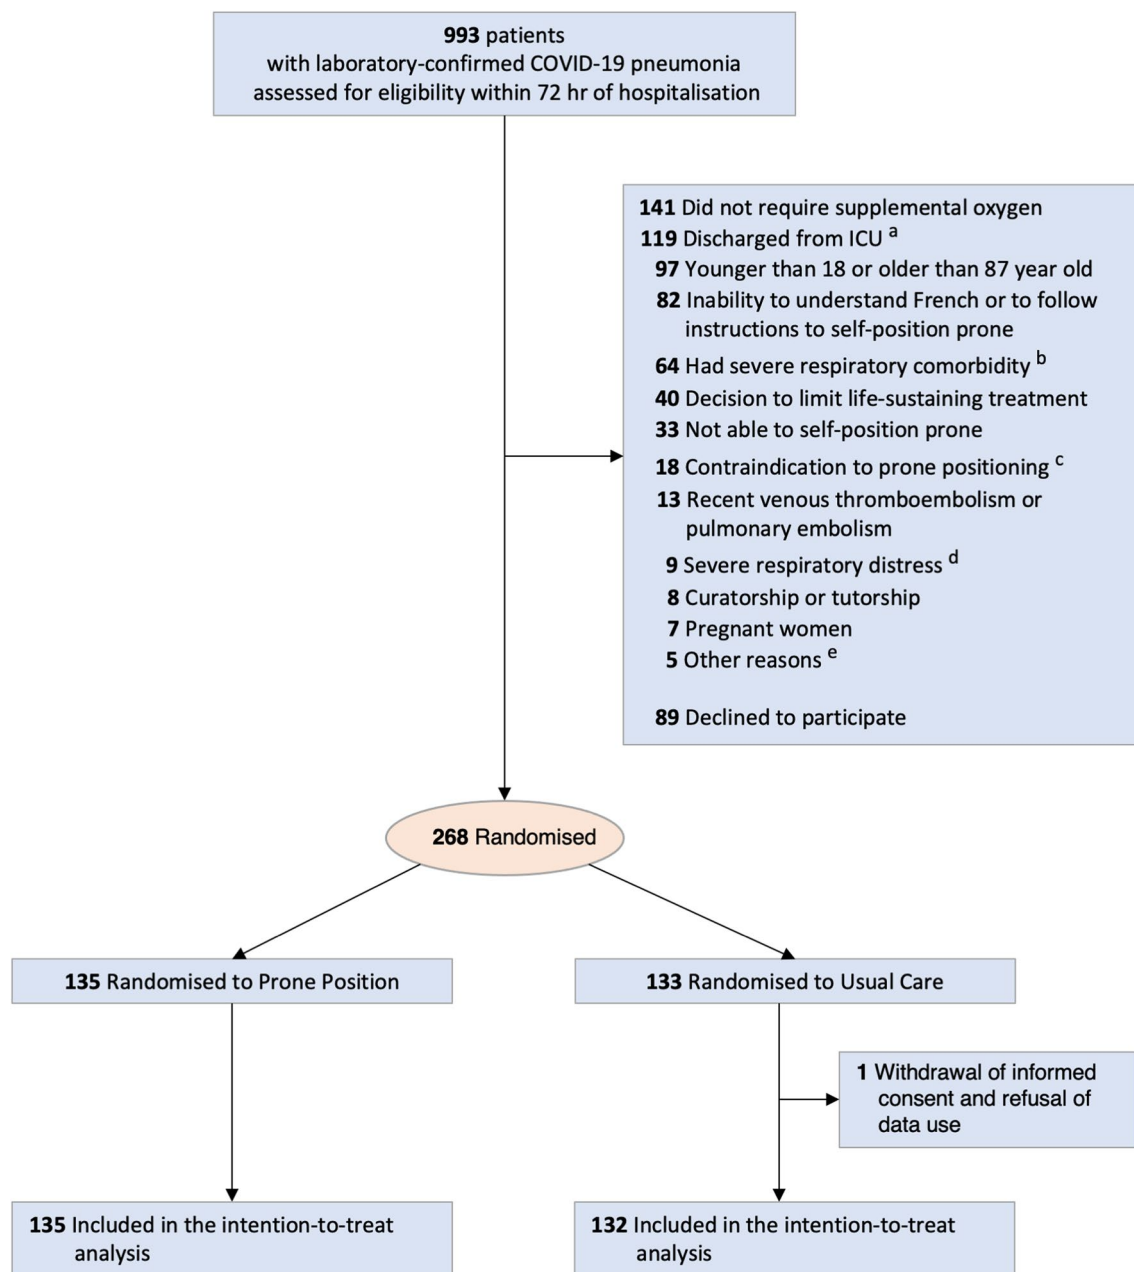 993 patients
with laboratory-confirmed COVID-19 pneumonia
assessed for eligibility within 72 hr of hospitalisation
141 Did not require supplemental oxygen
119 Discharged from ICU a
97 Younger than 18 or older than 87 year old
82 Inability to understand French or to follow
instructions to self-position prone
64 Had severe respiratory comorbidity b
40 Decision to limit life-sustaining treatment
33 Not able to self-position prone
18 Contraindication to prone positioning c
13 Recent venous thromboembolism or
pulmonary embolism
9 Severe respiratory distress d
8 Curatorship or tutorship
7 Pregnant women
5 Other reasons e
89 Declined to participate
268 Randomised
135 Randomised to Prone Position
133 Randomised to Usual Care
1 Withdrawal of informed
consent and refusal of
data use
135 Included in the intention-to-treat
analysis
132 Included in the intention-to-treat
analysis